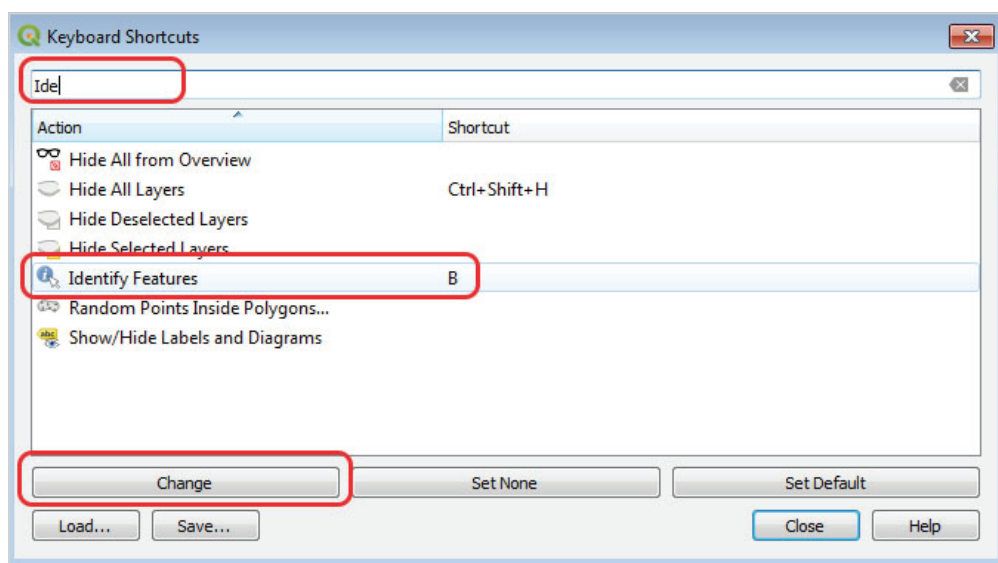 Keyboard Shortcuts
Ide
Action Shortcut
Hide All from Overview
Hide All Layers Ctrl+Shift+H
Hide Deselected Layers
Hide Selected Layers
Identify Features B
Random Points Inside Polygons...
abc Show/Hide Labels and Diagrams
Change Set None Set Default
Load... Save... Close Help